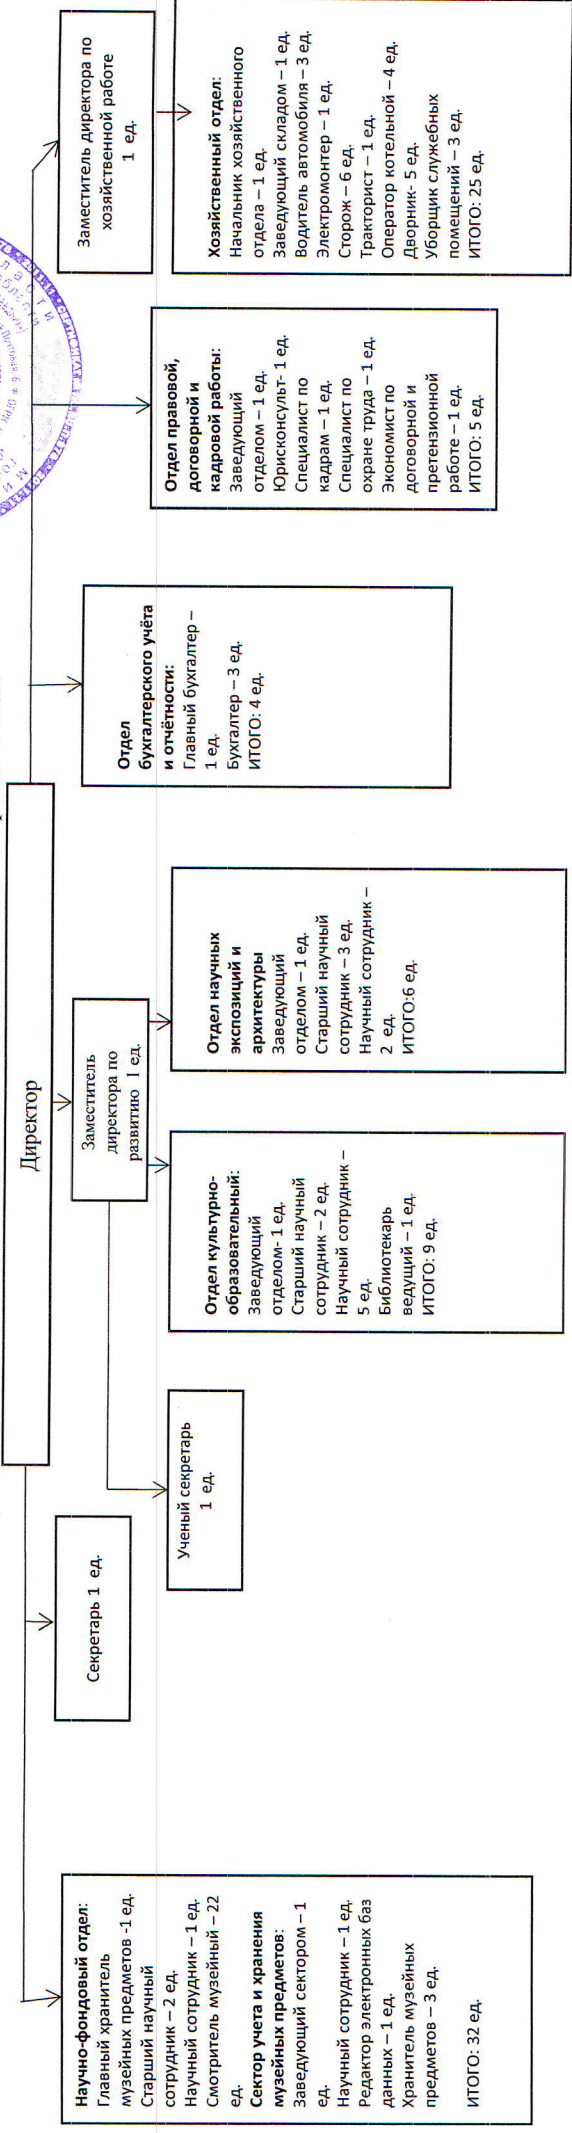 Директор
Научно-фондовый отдел:
Главный хранитель
музейных предметов -1 ед.
Старший научный
сотрудник – 2 ед.
Научный сотрудник – 1 ед.
Смотритель музейный – 22
ед.
Сектор учета и хранения
музейных предметов:
Заведующий сектором – 1
ед.
Научный сотрудник – 1 ед.
Редактор электронных баз
данных – 1 ед.
Хранитель музейных
предметов – 3 ед.
ИТОГО: 32 ед.
Секретарь 1 ед.
Ученый секретарь
1 ед.
Заместитель
директора по
развитию 1 ед.
Отдел культурно-
образовательный:
Заведующий
отделом- 1 ед.
Старший научный
сотрудник – 2 ед.
Научный сотрудник –
5 ед.
Библиотекарь
ведущий – 1 ед.
ИТОГО: 9 ед.
Отдел научных
экспозиций и
архитектуры
Заведующий
отделом – 1 ед.
Старший научный
сотрудник – 3 ед.
Научный сотрудник –
2 ед.
ИТОГО:6 ед.
Отдел
бухгалтерского учёта
и отчётности:
Главный бухгалтер –
1 ед.
Бухгалтер – 3 ед.
ИТОГО: 4 ед.
Отдел правовой,
договорной и
кадровой работы:
Заведующий
отделом – 1 ед.
Юрисконсульт- 1 ед.
Специалист по
кадрам – 1 ед.
Специалист по
охране труда – 1 ед.
Экономист по
договорной и
претензионной
работе – 1 ед.
ИТОГО: 5 ед.
Заместитель директора по
хозяйственной работе
1 ед.
Хозяйственный отдел:
Начальник хозяйственного
отдела – 1 ед.
Заведующий складом – 1 ед.
Водитель автомобиля – 3 ед.
Электромонтер – 1 ед.
Сторож – 6 ед.
Тракторист – 1 ед.
Оператор котельной – 4 ед.
Дворник- 5 ед.
Уборщик служебных
помещений – 3 ед.
ИТОГО: 25 ед.